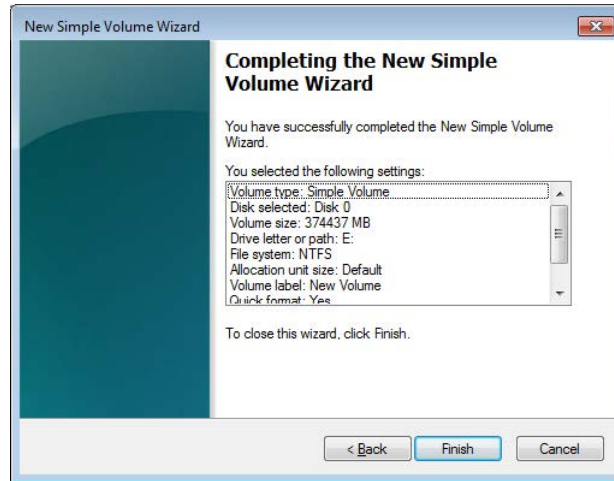 New Simple Volume Wizard
Completing the New Simple
Volume Wizard
You have successfully completed the New Simple Volume
Wizard.
You selected the following settings:
Volume type: Simple Volume
Disk selected: Disk 0
Volume size: 374437 MB
Drive letter or path: E:
File system: NTFS
Allocation unit size: Default
Volume label: New Volume
Quick format: Yes
To close this wizard, click Finish.
< Back
Finish
Cancel